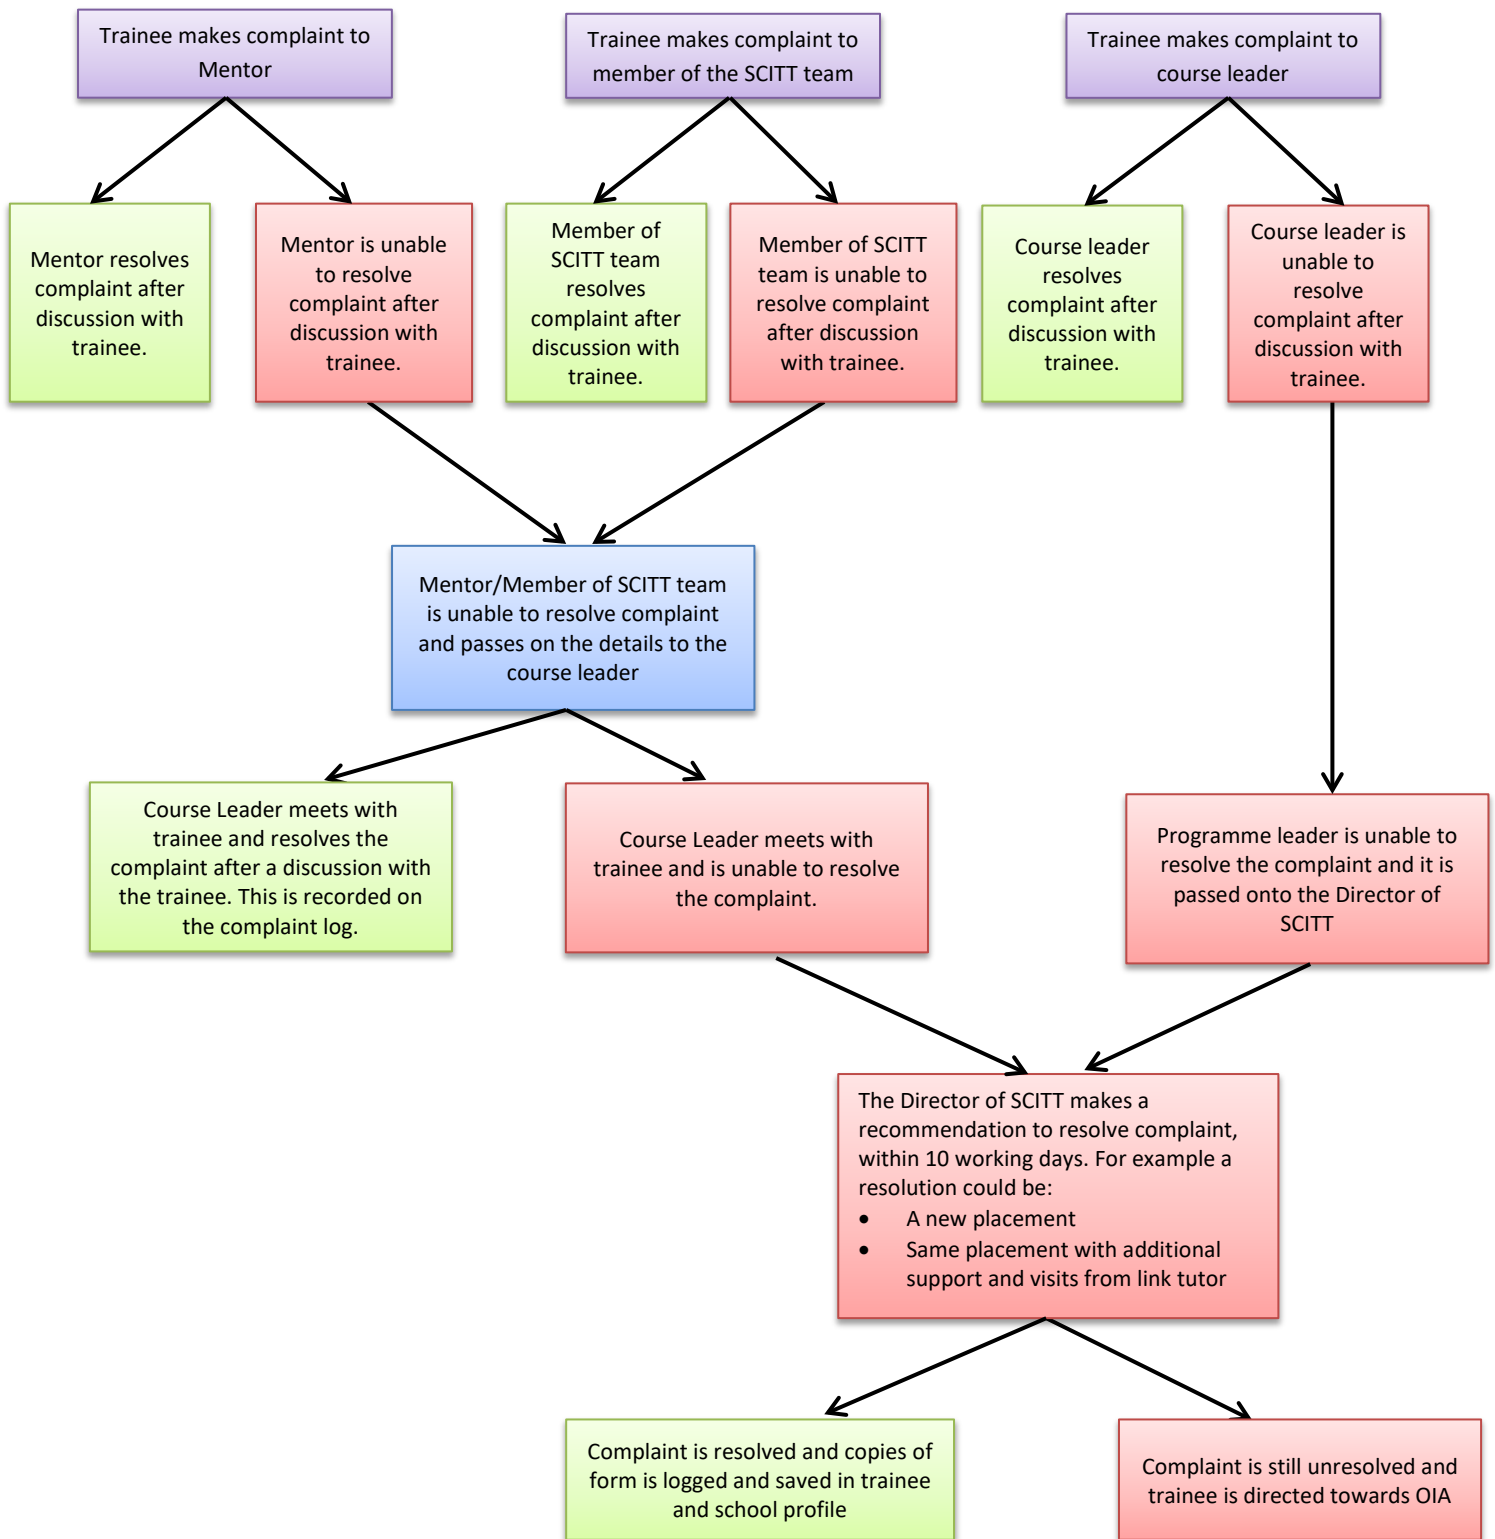 Trainee makes complaint to
Mentor
Trainee makes complaint to
member of the SCITT team
Trainee makes complaint to
course leader
Mentor resolves
complaint after
discussion with
trainee.
Mentor is unable
to resolve
complaint after
discussion with
trainee.
Member of
SCITT team
resolves
complaint after
discussion with
trainee.
Member of SCITT
team is unable to
resolve complaint
after discussion
with trainee.
Course leader
resolves
complaint after
discussion with
trainee.
Course leader is
unable to
resolve
complaint after
discussion with
trainee.
Mentor/Member of SCITT team
is unable to resolve complaint
and passes on the details to the
course leader
Course Leader meets with
trainee and resolves the
complaint after a discussion with
the trainee. This is recorded on
the complaint log.
Course Leader meets with
trainee and is unable to resolve
the complaint.
Programme leader is unable to
resolve the complaint and it is
passed onto the Director of
SCITT
The Director of SCITT makes a
recommendation to resolve complaint,
within 10 working days. For example a
resolution could be:
• A new placement
• Same placement with additional
support and visits from link tutor
Complaint is resolved and copies of
form is logged and saved in trainee
and school profile
Complaint is still unresolved and
trainee is directed towards OIA